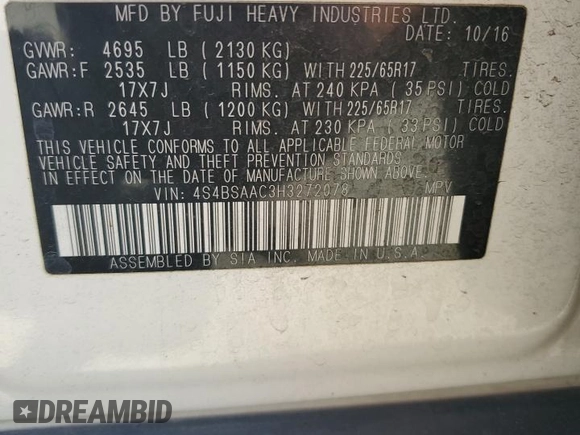 MFD BY FUJI HEAVY INDUSTRIES LTD.
DATE: 10/16
GVWR: 4695 LB (2130 KG)
GAWR:F 2535 LB (1150 KG) WITH 225/65R17 TIRES.
17X7J RIMS. AT 240 KPA (35 PSI) COLD
GAWR:R 2645 LB (1200 KG) WITH 225/65R17 TIRES.
17X7J RIMS. AT 230 KPA (33 PSI) COLD
THIS VEHICLE CONFORMS TO ALL APPLICABLE FEDERAL MOTOR
VEHICLE SAFETY AND THEFT PREVENTION STANDARDS
IN EFFECT ON THE DATE OF MANUFACTURE SHOWN ABOVE.
VIN: 4S4BSAAC3H3272078 MPV
ASSEMBLED BY SIA INC. IN U.S.A.
DREAMBID